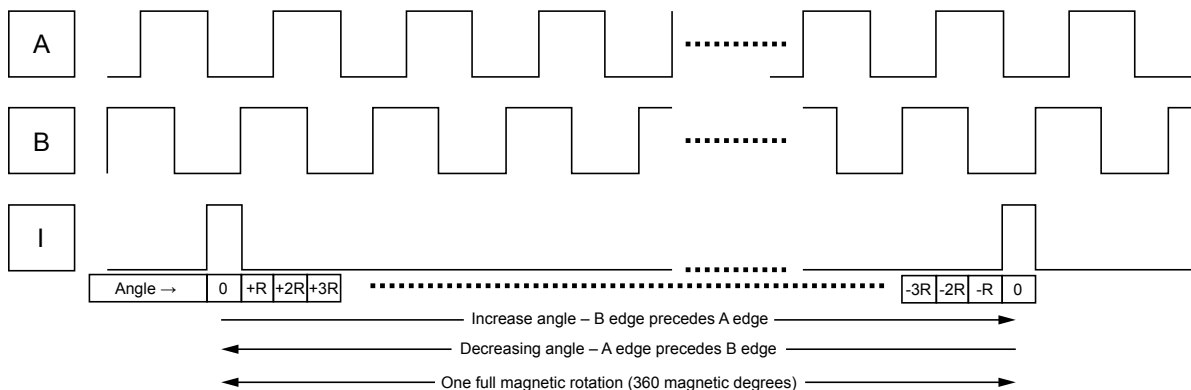 A
B
I
Angle → 0 +R +2R +3R -3R -2R -R 0
Increase angle – B edge precedes A edge
Decreasing angle – A edge precedes B edge
One full magnetic rotation (360 magnetic degrees)